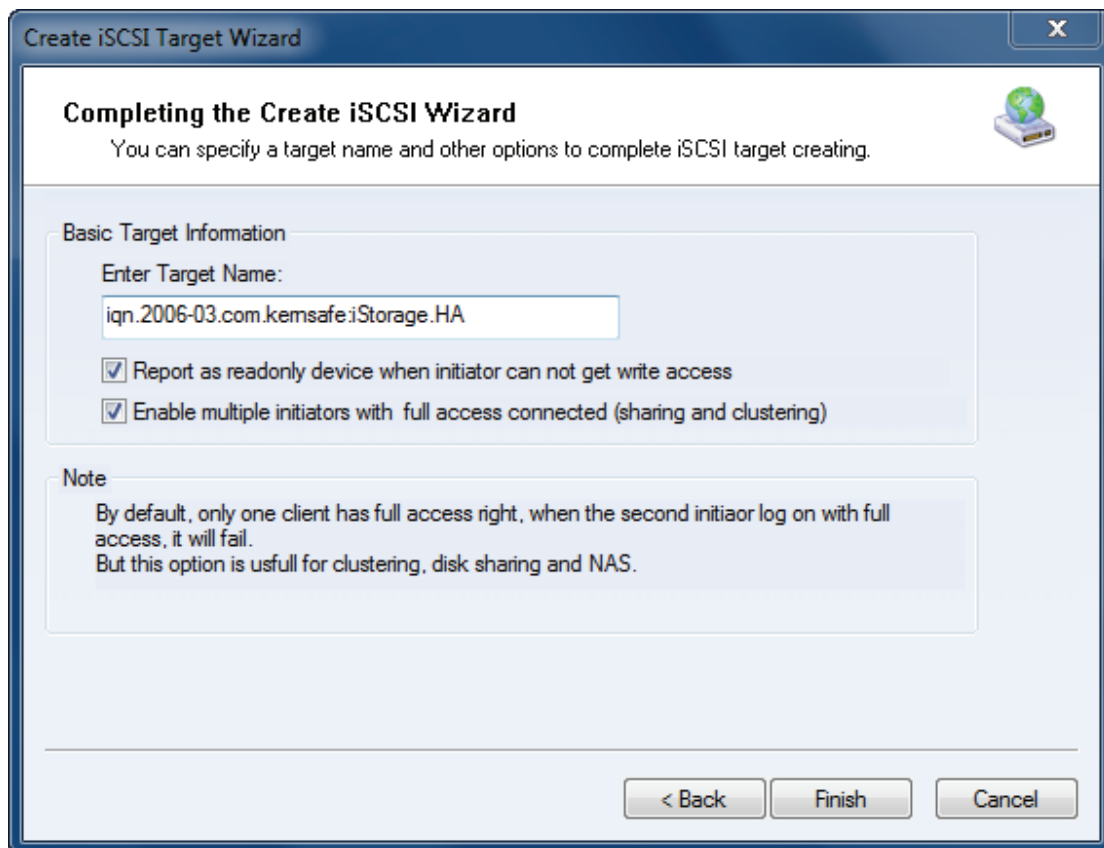 Create iSCSI Target Wizard
Completing the Create iSCSI Wizard
You can specify a target name and other options to complete iSCSI target creating.
Basic Target Information
Enter Target Name:
iqn.2006-03.com.kernsafe:iStorage.HA
Report as readonly device when initiator can not get write access
Enable multiple initiators with full access connected (sharing and clustering)
Note
By default, only one client has full access right, when the second initiaor log on with full
access, it will fail.
But this option is usfull for clustering, disk sharing and NAS.
< Back
Finish
Cancel